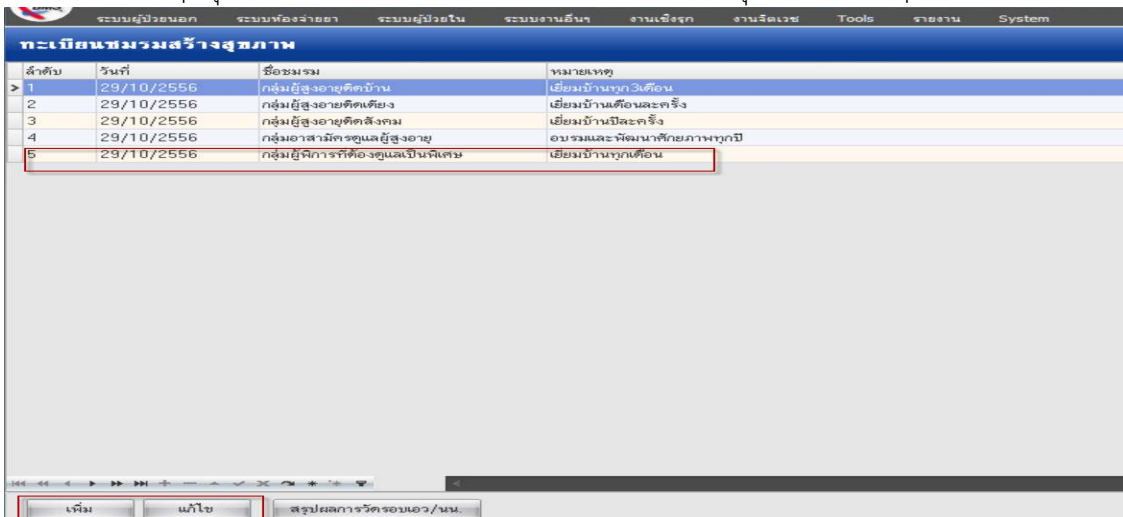 BMS
ระบบผู้ป่วยนอก ระบบห้องจ่ายยา ระบบผู้ป่วยใน ระบบงานอื่นๆ งานเชิงรุก งานจิตเวช Tools รายงาน System
ทะเบียนชมรมสร้างสุขภาพ
ลำดับ วันที่ ชื่อชมรม หมายเหตุ
1 29/10/2556 กลุ่มผู้สูงอายุติดบ้าน เยี่ยมบ้านทุก 3เดือน
2 29/10/2556 กลุ่มผู้สูงอายุติดเตียง เยี่ยมบ้านเดือนละครั้ง
3 29/10/2556 กลุ่มผู้สูงอายุติดสังคม เยี่ยมบ้านปีละครั้ง
4 29/10/2556 กลุ่มอาสามัครดูแลผู้สูงอายุ อบรมและพัฒนาศักยภาพทุกปี
5 29/10/2556 กลุ่มผู้พิการที่ต้องดูแลเป็นพิเศษ เยี่ยมบ้านทุกเดือน
เพิ่ม แก้ไข สรุปผลการวัดรอบเอว/นน.